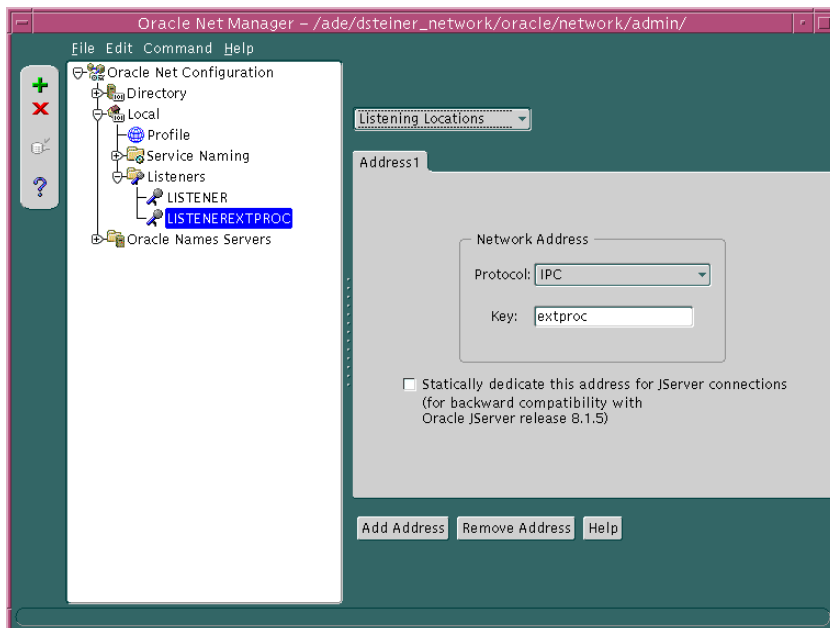 Oracle Net Manager – /ade/dsteiner_network/oracle/network/admin/
File Edit Command Help
Oracle Net Configuration
Directory
Local
Profile
Service Naming
Listeners
LISTENER
LISTENEREXTPROC
Oracle Names Servers
Listening Locations
Address1
Network Address
Protocol: IPC
Key: extproc
Statically dedicate this address for JServer connections
(for backward compatibility with
Oracle JServer release 8.1.5)
Add Address Remove Address Help